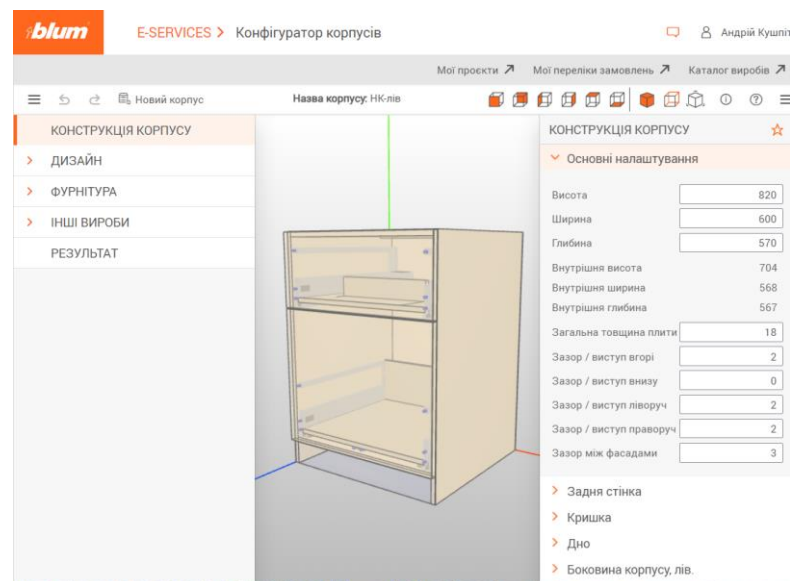 blum
E-SERVICES > Конфігуратор корпусів
Андрій Кушпіт
Мої проєкти
Мої переліки замовлень
Каталог виробів
Новий корпус
Назва корпусу: НК-лів
КОНСТРУКЦІЯ КОРПУСУ
ДИЗАЙН
ФУРНІТУРА
ІНШІ ВИРОБИ
РЕЗУЛЬТАТ
КОНСТРУКЦІЯ КОРПУСУ
Основні налаштування
Висота 820
Ширина 600
Глибина 570
Внутрішня висота 704
Внутрішня ширина 568
Внутрішня глибина 567
Загальна товщина плити 18
Зазор / виступ вгорі 2
Зазор / виступ внизу 0
Зазор / виступ ліворуч 2
Зазор / виступ праворуч 2
Зазор між фасадами 3
Задня стінка
Кришка
Дно
Боковина корпусу, лів.